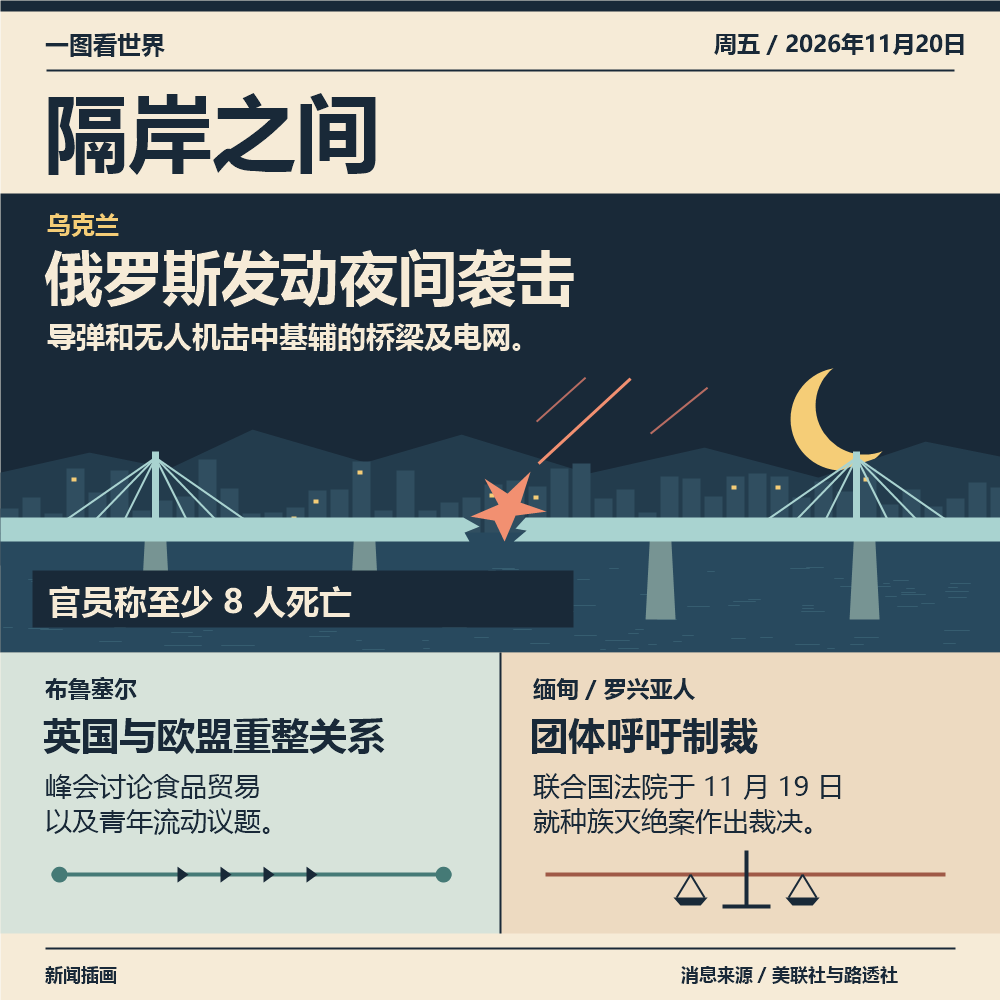 一图看世界
周五 / 2026年11月20日
隔岸之间
乌克兰
俄罗斯发动夜间袭击
导弹和无人机击中基辅的桥梁及电网。
官员称至少 8 人死亡
布鲁塞尔
英国与欧盟重整关系
峰会讨论食品贸易
以及青年流动议题。
缅甸 / 罗兴亚人
团体呼吁制裁
联合国法院于 11 月 19 日
就种族灭绝案作出裁决。
新闻插画
消息来源 / 美联社与路透社